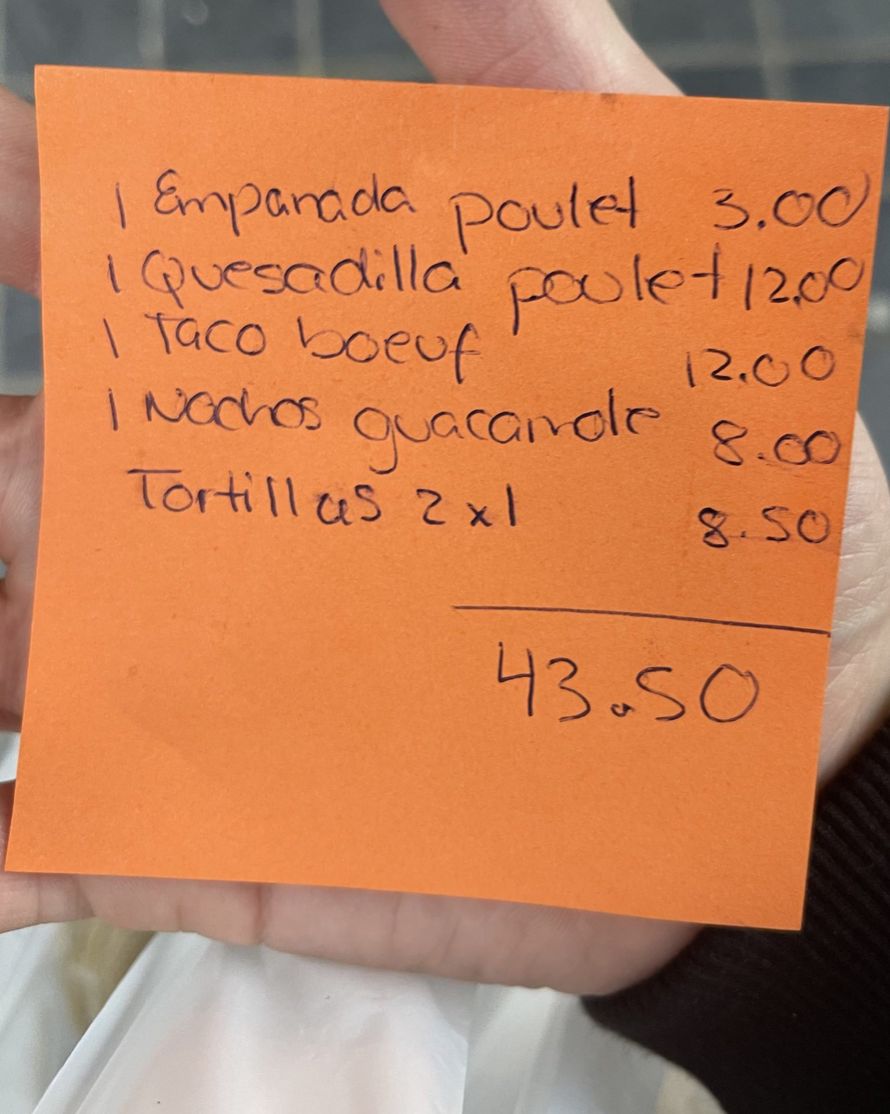 1 Empanada poulet 3.00
1 Quesadilla poulet 12.00
1 Taco boeuf 12.00
1 Nachos guacamole 8.00
Tortillas 2x1 8.50
43.50